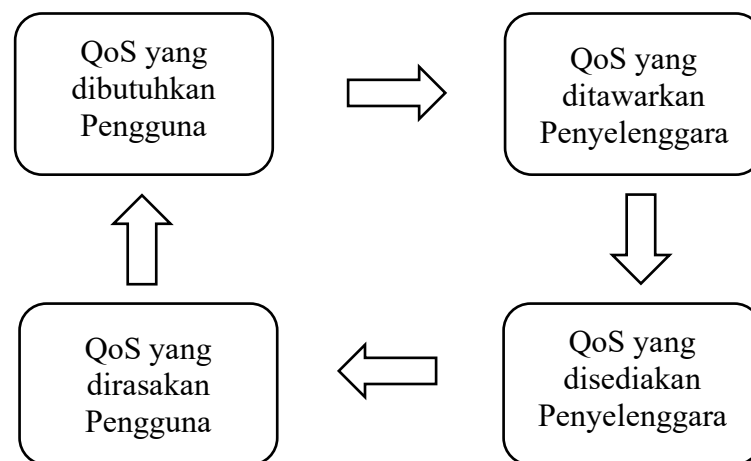 QoS yang
dibutuhkan
Pengguna
QoS yang
ditawarkan
Penyelenggara
QoS yang
dirasakan
Pengguna
QoS yang
disediakan
Penyelenggara